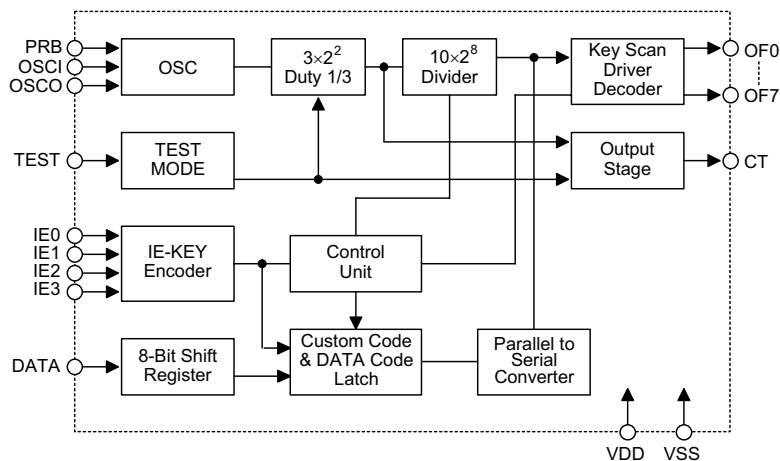 PRB
OSCI
OSCO
OSC
3×2²
Duty 1/3
10×2⁸
Divider
Key Scan
Driver
Decoder
OF0
OF7
TEST
TEST
MODE
Output
Stage
CT
IE0
IE1
IE2
IE3
IE-KEY
Encoder
Control
Unit
DATA
8-Bit Shift
Register
Custom Code
& DATA Code
Latch
Parallel to
Serial
Converter
VDD
VSS